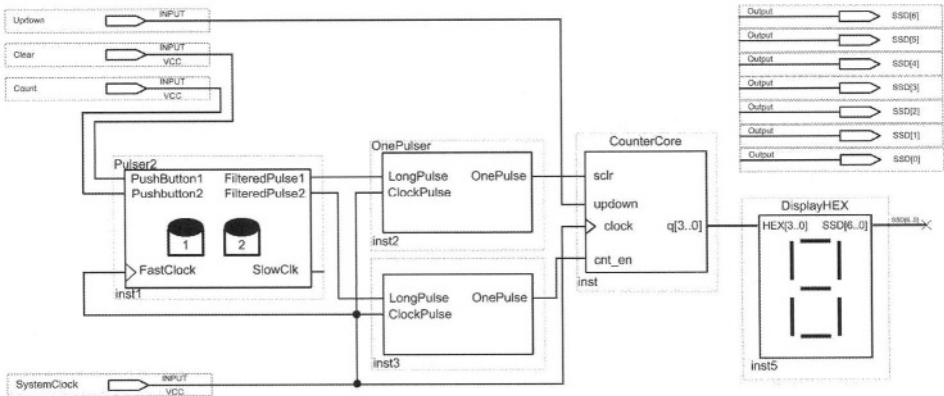 Updown INPUT
Clear INPUT
VCC
Count INPUT
VCC
Output SSD[6]
Output SSD[5]
Output SSD[4]
Output SSD[3]
Output SSD[2]
Output SSD[1]
Output SSD[0]
Pulser2
PushButton1 FilteredPulse1
Pushbutton2 FilteredPulse2
1 2
FastClock SlowClk
inst1
OnePulser
LongPulse OnePulse
ClockPulse
inst2
LongPulse OnePulse
ClockPulse
inst3
CounterCore
sclr
updown
clock q[3..0]
cnt_en
inst
DisplayHEX
HEX[3..0] SSD[6..0] SSD[6..0]
inst5
SystemClock INPUT
VCC